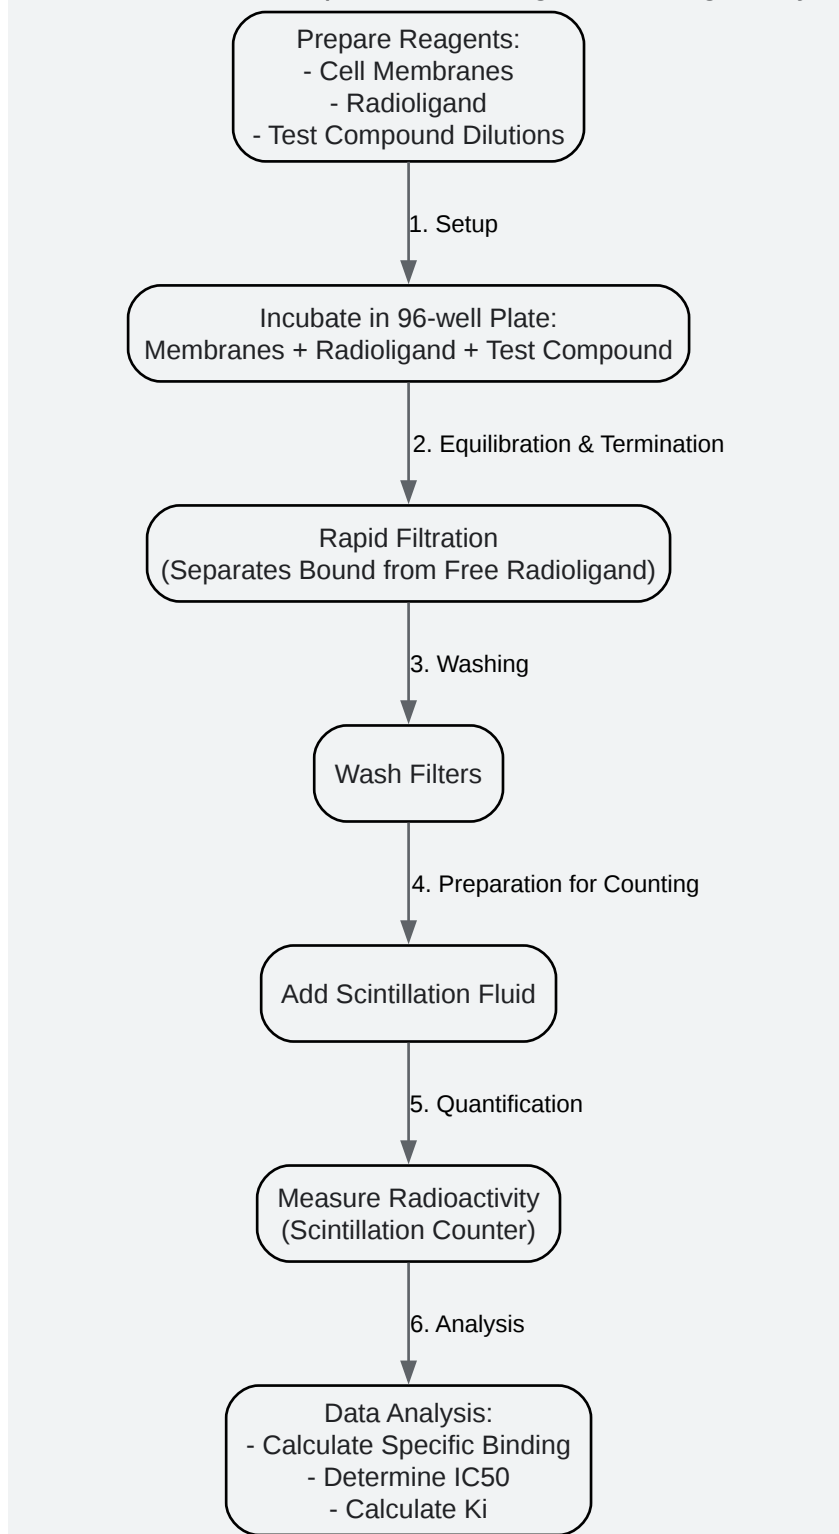 Prepare Reagents:
- Cell Membranes
- Radioligand
- Test Compound Dilutions
1. Setup
Incubate in 96-well Plate:
Membranes + Radioligand + Test Compound
2. Equilibration & Termination
Rapid Filtration
(Separates Bound from Free Radioligand)
3. Washing
Wash Filters
4. Preparation for Counting
Add Scintillation Fluid
5. Quantification
Measure Radioactivity
(Scintillation Counter)
6. Analysis
Data Analysis:
- Calculate Specific Binding
- Determine IC50
- Calculate Ki